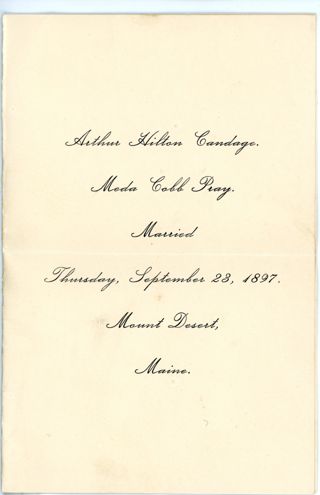 Arthur Hilton Candage.
Meda Cobb Pray.
Married
Thursday, September 23, 1897.
Mount Desert,
Maine.